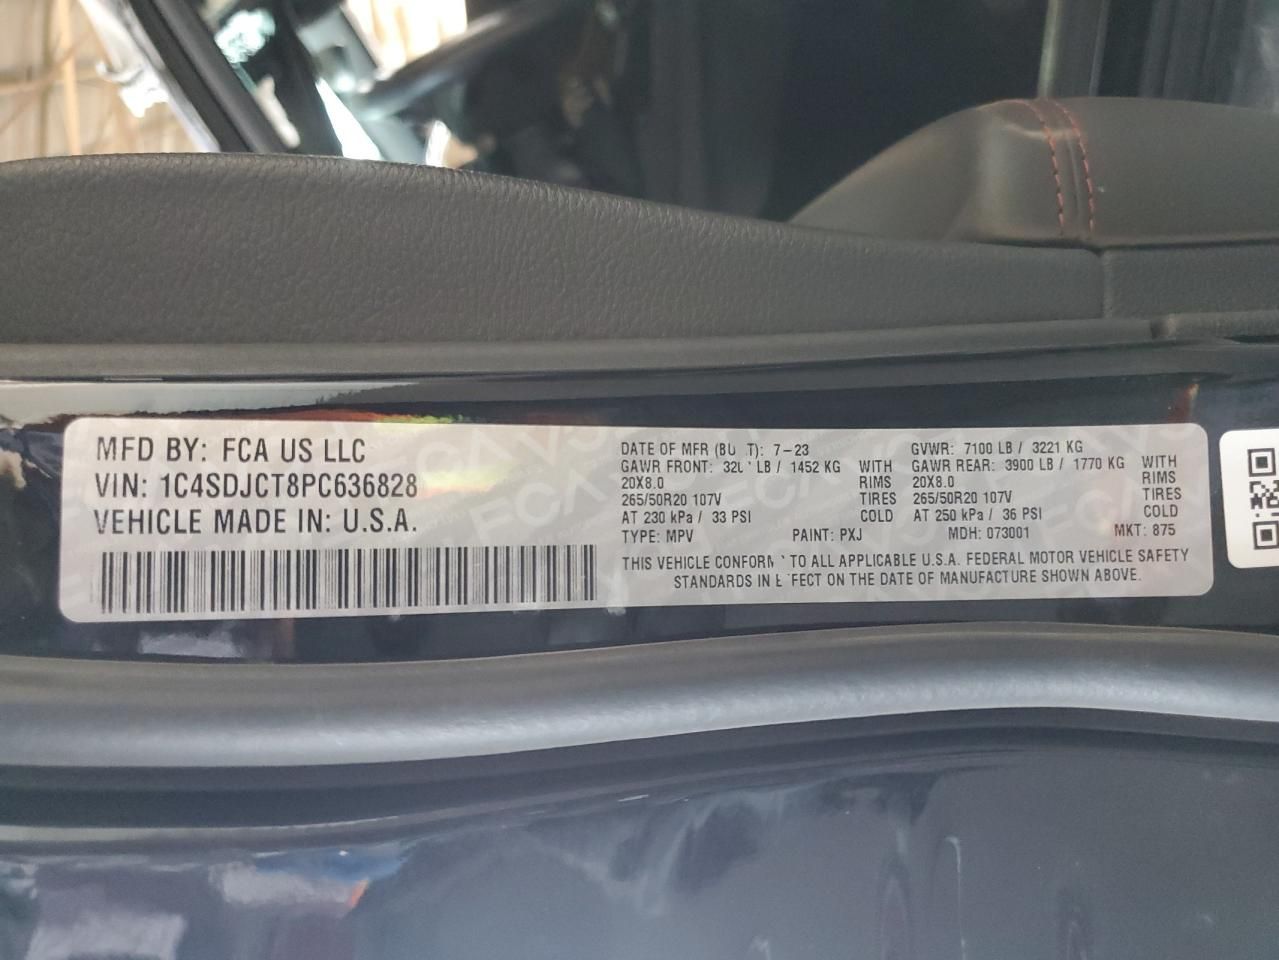 MFD BY: FCA US LLC
VIN: 1C4SDJCT8PC636828
VEHICLE MADE IN: U.S.A.
DATE OF MFR 7-23
GAWR FRONT: LB / 1452 KG WITH
20X8.0 RIMS
265/50R20 107V TIRES
AT 230 kPa / 33 PSI COLD
TYPE: MPV PAINT: PXJ
GVWR: 7100 LB / 3221 KG
GAWR REAR: 3900 LB / 1770 KG WITH
20X8.0 RIMS
265/50R20 107V TIRES
AT 250 kPa / 36 PSI COLD
MDH: 073001 MKT: 875
THIS VEHICLE TO ALL APPLICABLE U.S.A. FEDERAL MOTOR VEHICLE SAFETY
STANDARDS IN ON THE DATE OF MANUFACTURE SHOWN ABOVE.